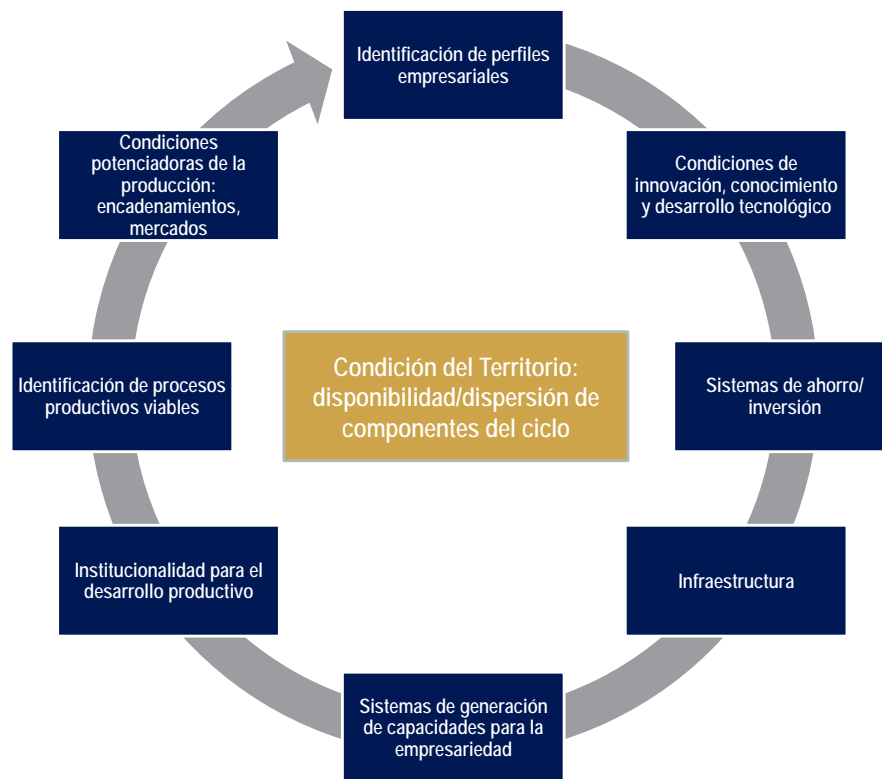 Identificación de perfiles
empresariales
Condiciones de
innovación, conocimiento
y desarrollo tecnológico
Sistemas de ahorro/
inversión
Infraestructura
Sistemas de generación
de capacidades para la
empresariedad
Institucionalidad para el
desarrollo productivo
Identificación de procesos
productivos viables
Condiciones
potenciadoras de la
producción:
encadenamientos,
mercados
Condición del Territorio:
disponibilidad/dispersión de
componentes del ciclo